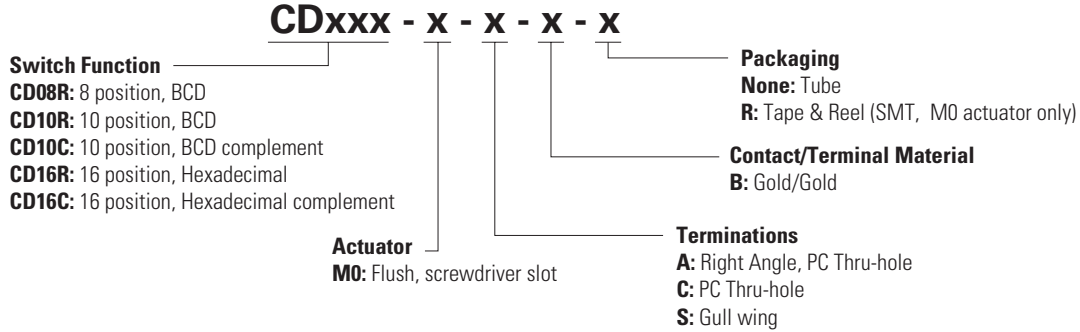 CDxxx - x - x - x - x
Switch Function
CD08R: 8 position, BCD
CD10R: 10 position, BCD
CD10C: 10 position, BCD complement
CD16R: 16 position, Hexadecimal
CD16C: 16 position, Hexadecimal complement
Actuator
M0: Flush, screwdriver slot
Terminations
A: Right Angle, PC Thru-hole
C: PC Thru-hole
S: Gull wing
Contact/Terminal Material
B: Gold/Gold
Packaging
None: Tube
R: Tape & Reel (SMT, M0 actuator only)